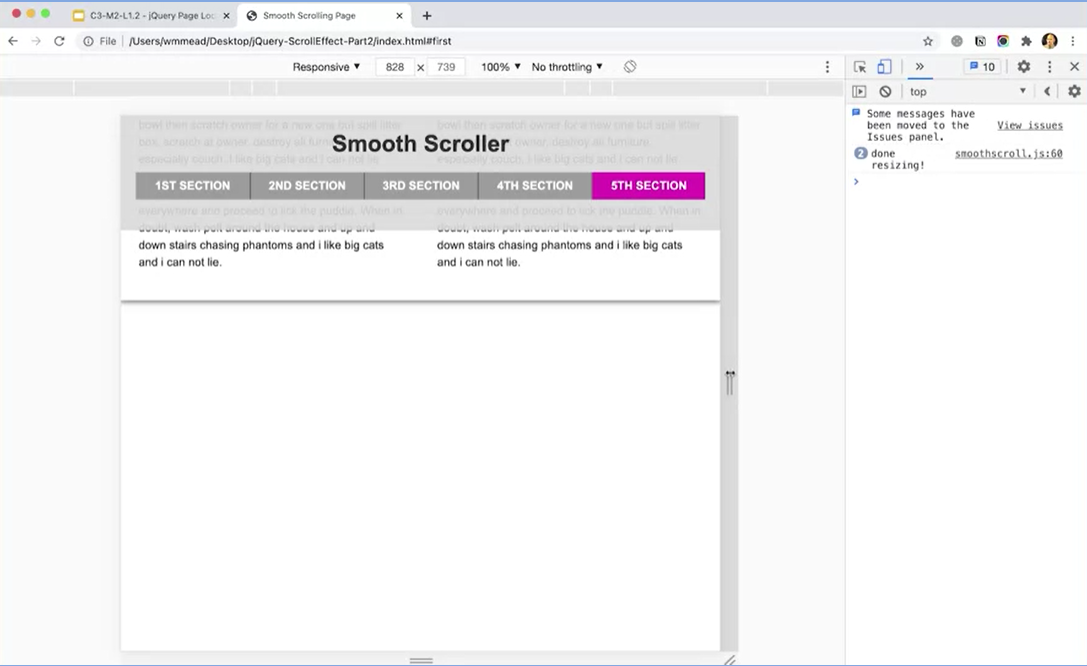 C3-M2-L1.2 - jQuery Page Loc
Smooth Scrolling Page
File /Users/wmmead/Desktop/jQuery-ScrollEffect-Part2/index.html#first
Responsive 828 × 739 100% No throttling
10
top
bowl then scratch owner for a new one but spill litter
box, scratch at owner, destroy all furniture,
especially couch. I like big cats and i can not lie.
bowl then scratch owner for a new one but spill litter
owner, destroy all furniture,
especially couch. I like big cats and i can not lie.
Smooth Scroller
1ST SECTION 2ND SECTION 3RD SECTION 4TH SECTION 5TH SECTION
everywhere and proceed to lick the puddle. When in
doubt, wash pelt around the house and up and
down stairs chasing phantoms and i like big cats
and i can not lie.
everywhere and proceed to lick the puddle. When in
doubt, wash pelt around the house and up and
down stairs chasing phantoms and i like big cats
and i can not lie.
Some messages have
been moved to the
Issues panel.
View issues
2 done
resizing!
smoothscroll.js:60